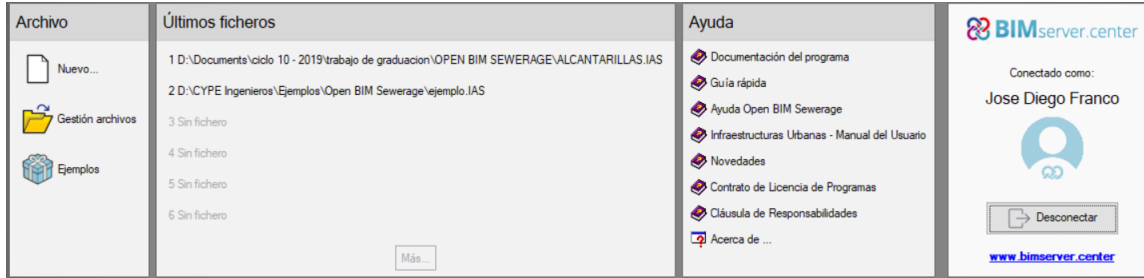 Archivo
Nuevo...
Gestión archivos
Ejemplos
Últimos ficheros
1 D:\Documents\ciclo 10 - 2019\trabajo de graduacion\OPEN BIM SEWERAGE\ALCANTARILLAS.IAS
2 D:\CYPE Ingenieros\Ejemplos\Open BIM Sewerage\ejemplo.IAS
3 Sin fichero
4 Sin fichero
5 Sin fichero
6 Sin fichero
Más...
Ayuda
Documentación del programa
Guía rápida
Ayuda Open BIM Sewerage
Infraestructuras Urbanas - Manual del Usuario
Novedades
Contrato de Licencia de Programas
Cláusula de Responsabilidades
Acerca de ...
BIMserver.center
Conectado como:
Jose Diego Franco
Desconectar
www.bimserver.center